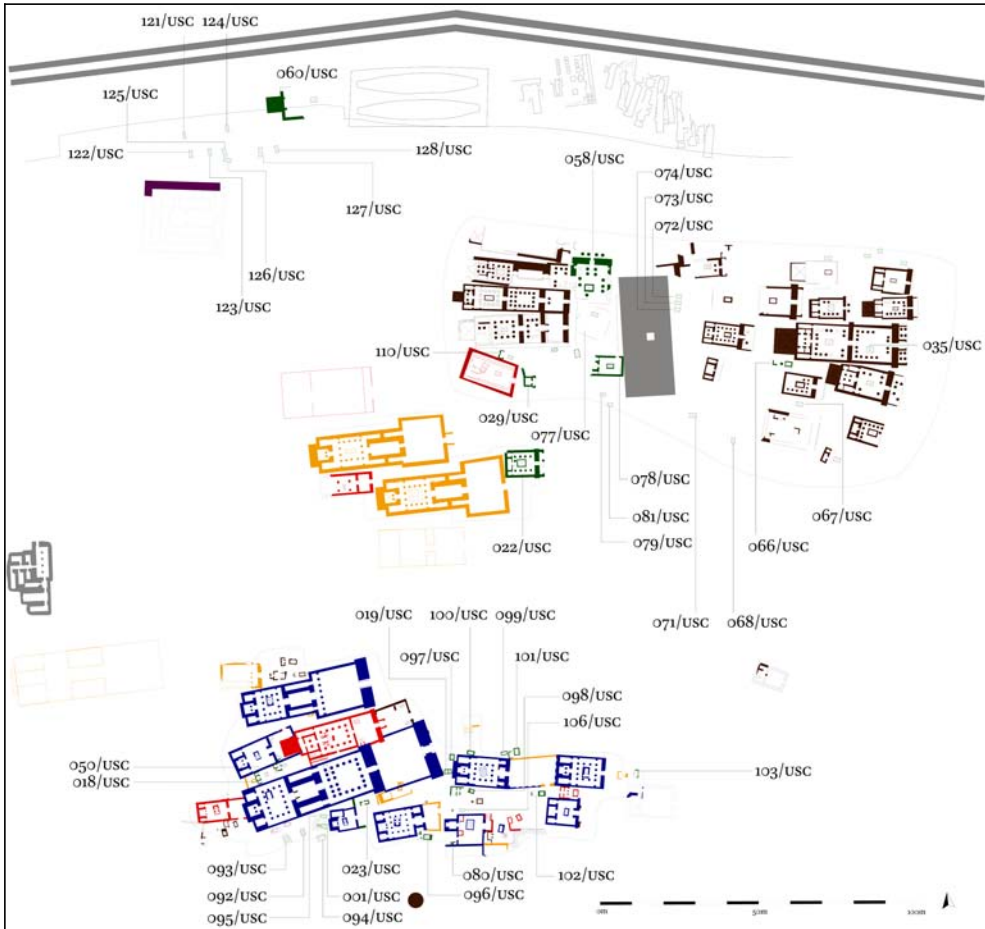 121/USC 124/USC
060/USC
125/USC
122/USC
128/USC
058/USC
074/USC
073/USC
072/USC
127/USC
126/USC
123/USC
110/USC
035/USC
029/USC
077/USC
078/USC
081/USC
079/USC
067/USC
066/USC
022/USC
071/USC 068/USC
019/USC 100/USC 099/USC
097/USC
101/USC
098/USC
106/USC
050/USC
018/USC
103/USC
093/USC
023/USC
080/USC
102/USC
092/USC
001/USC
096/USC
095/USC
094/USC
0m 50m 100m